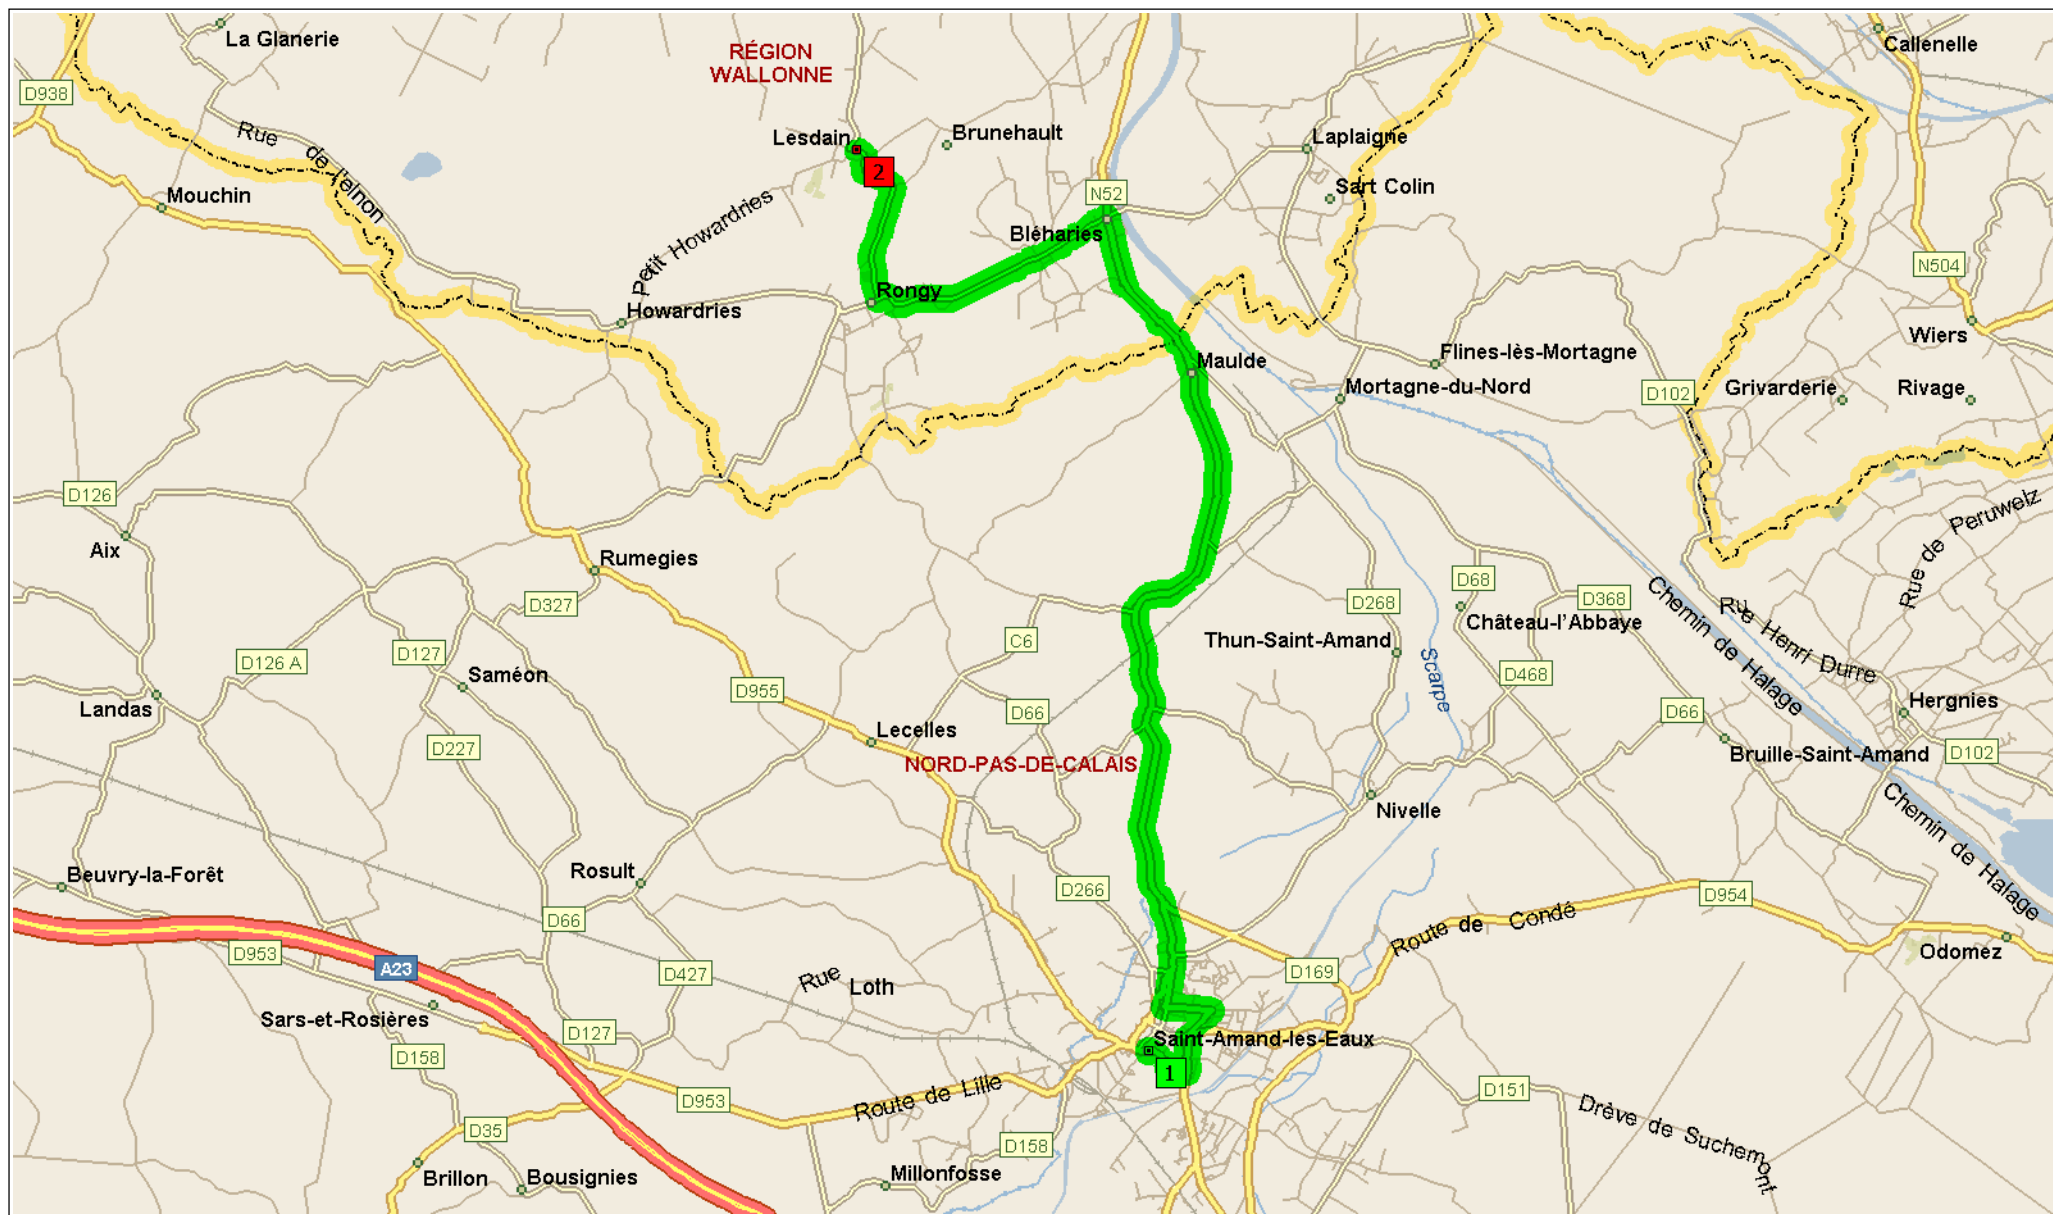 La Glanerie
RÉGION
WALLONNE
Callenelle
D938
Rue de l'elnon
Lesdain
Brunehault
Laplaigne
2
Mouchin
N52
Sart Colin
Petit Howardries
Bléharies
N504
Rongy
Howardries
Wiers
Maulde
Flines-lès-Mortagne
Mortagne-du-Nord
D102
Grivarderie
Rivage
D126
Rue de Peruwelz
Aix
Rumegies
D68
D327
D268
D368
Chemin de Halage
Rue Henri Durre
Château-l'Abbaye
C6
Thun-Saint-Amand
D127
D126 A
Scarpe
Saméon
D468
D955
Landas
D66
D66
Hergnies
Lecelles
D227
Bruille-Saint-Amand
D102
NORD-PAS-DE-CALAIS
Nivelle
Chemin de Halage
Beuvry-la-Forêt
Rosult
D266
D954
D66
Route de Condé
D953
Odomez
A23
D427
D169
Rue Loth
Sars-et-Rosières
D127
Saint-Amand-les-Eaux
D158
1
D151
D953
Route de Lille
Drève de Suchemont
D35
D158
Brillon
Bousignies
Millonfosse